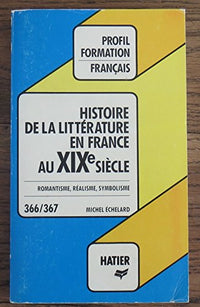 PROFIL
FORMATION
FRANÇAIS
HISTOIRE
DE LA LITTÉRATURE
EN FRANCE
AU XIXe SIÈCLE
ROMANTISME, RÉALISME, SYMBOLISME
366/367 MICHEL ÉCHELARD
HATIER